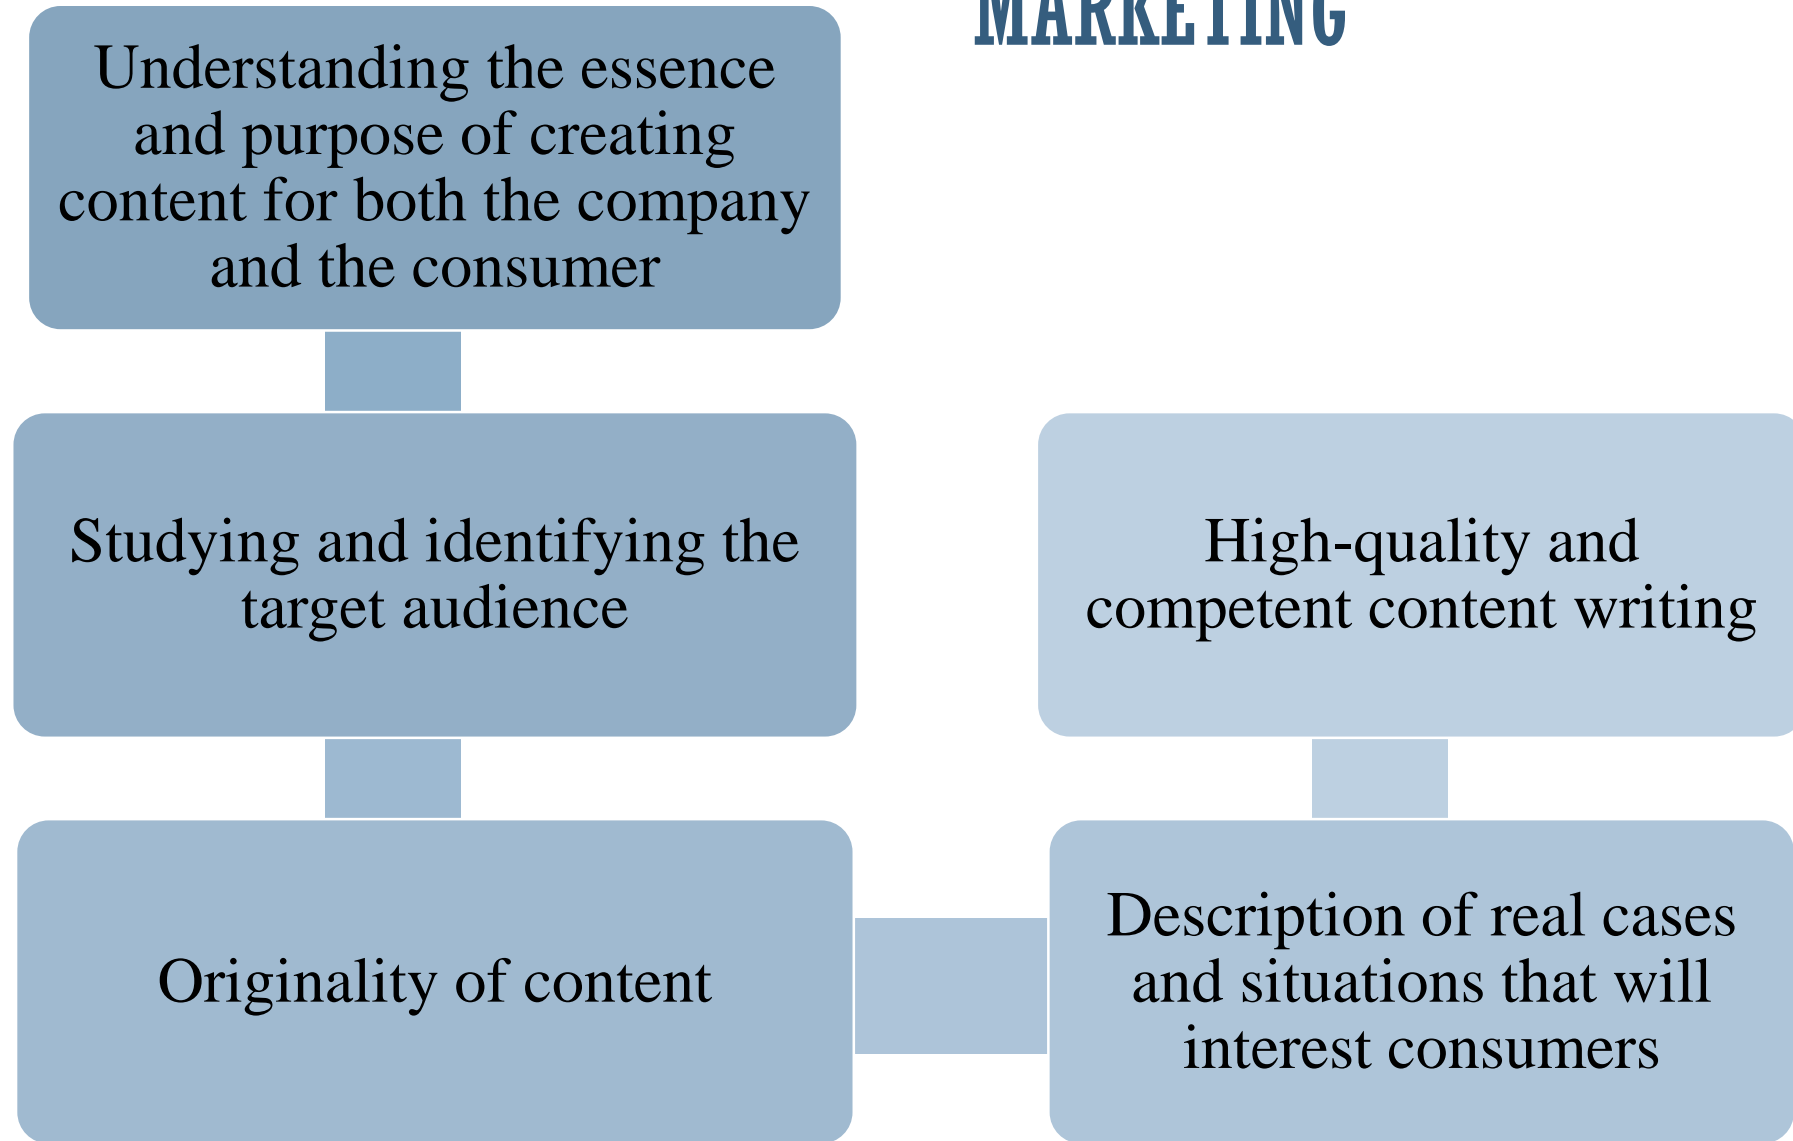 MARKETING
Understanding the essence
and purpose of creating
content for both the company
and the consumer
Studying and identifying the
target audience
Originality of content
Description of real cases
and situations that will
interest consumers
High-quality and
competent content writing